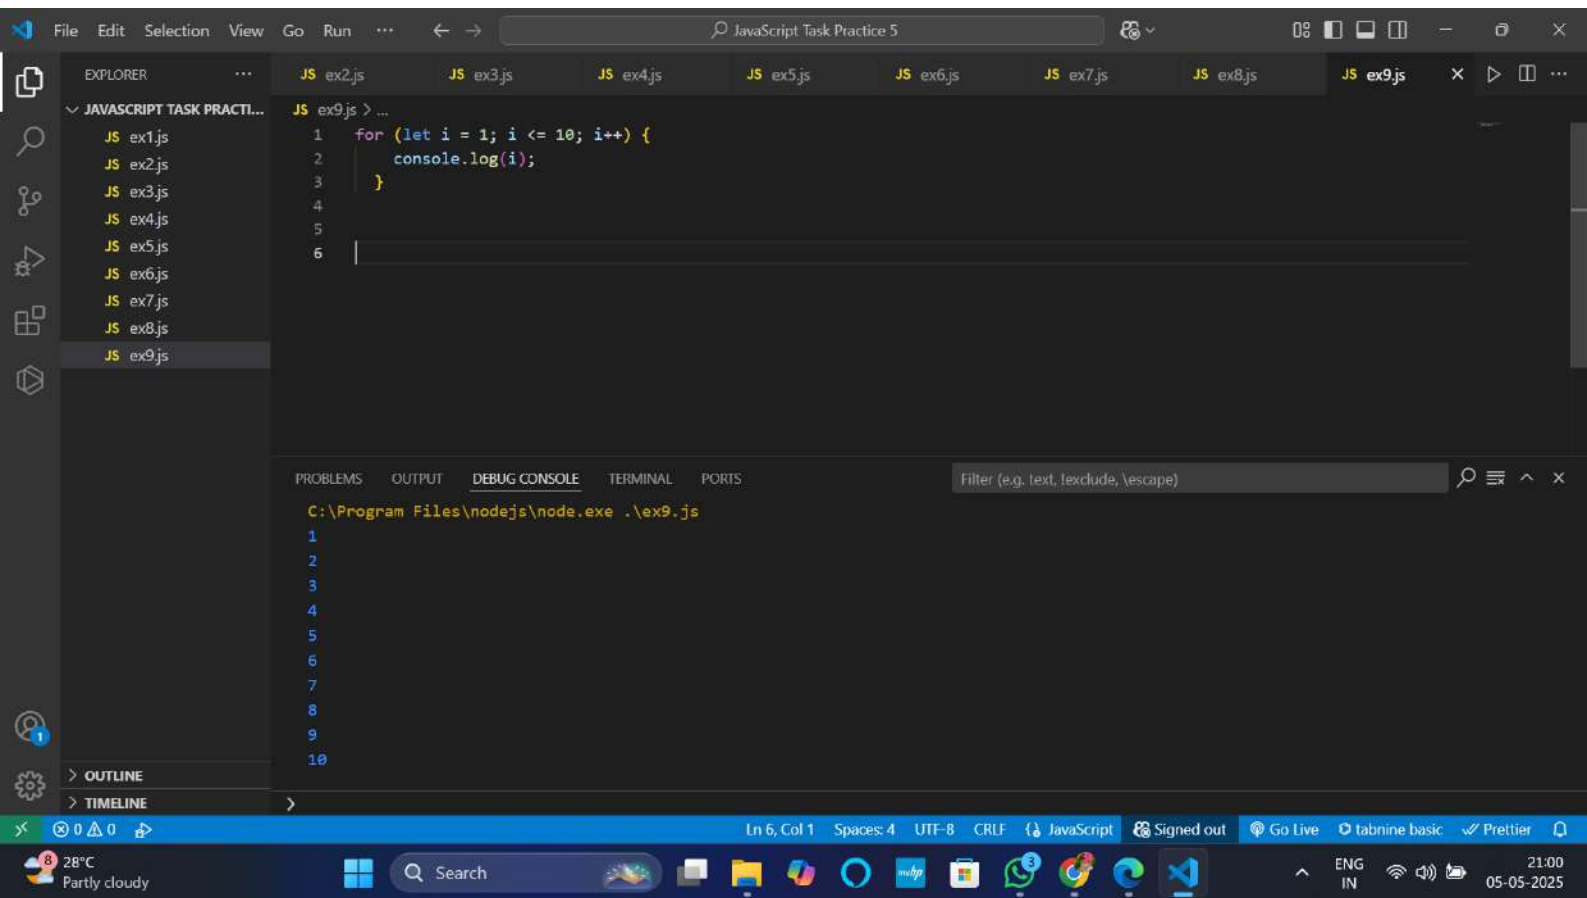 File Edit Selection View Go Run ··· JavaScript Task Practice 5
EXPLORER ···
JAVASCRIPT TASK PRACTI...
JS ex1.js
JS ex2.js
JS ex3.js
JS ex4.js
JS ex5.js
JS ex6.js
JS ex7.js
JS ex8.js
JS ex9.js
OUTLINE
TIMELINE
JS ex2.js JS ex3.js JS ex4.js JS ex5.js JS ex6.js JS ex7.js JS ex8.js JS ex9.js
JS ex9.js > ...
1 for (let i = 1; i <= 10; i++) {
2 console.log(i);
3 }
4
5
6
PROBLEMS OUTPUT DEBUG CONSOLE TERMINAL PORTS Filter (e.g. text, !exclude, \escape)
C:\Program Files\nodejs\node.exe .\ex9.js
1
2
3
4
5
6
7
8
9
10
>
1
0 0 Ln 6, Col 1 Spaces: 4 UTF-8 CRLF {} JavaScript Signed out Go Live tabnine basic Prettier
8 28°C
Partly cloudy
Search
mvhp
3
ENG
IN
21:00
05-05-2025